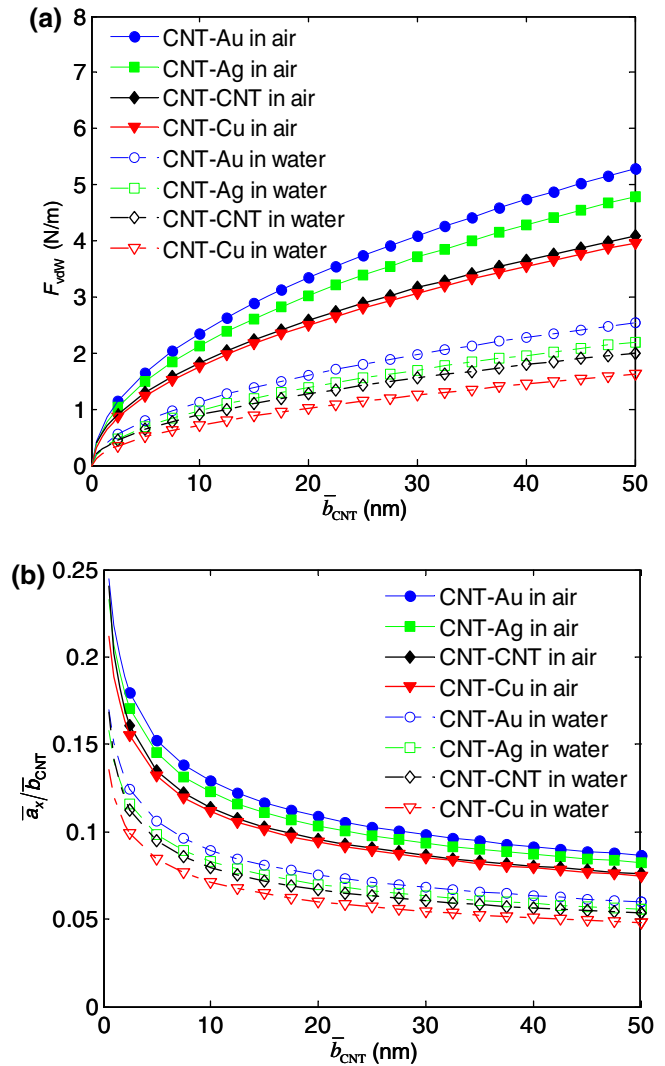 (a)
8
7
6
5
4
3
2
1
0
F_vdW (N/m)
CNT-Au in air
CNT-Ag in air
CNT-CNT in air
CNT-Cu in air
CNT-Au in water
CNT-Ag in water
CNT-CNT in water
CNT-Cu in water
0 10 20 30 40 50
b̅_CNT (nm)
(b)
0.25
0.2
0.15
0.1
0.05
0
a̅_x/b̅_CNT
CNT-Au in air
CNT-Ag in air
CNT-CNT in air
CNT-Cu in air
CNT-Au in water
CNT-Ag in water
CNT-CNT in water
CNT-Cu in water
0 10 20 30 40 50
b̅_CNT (nm)